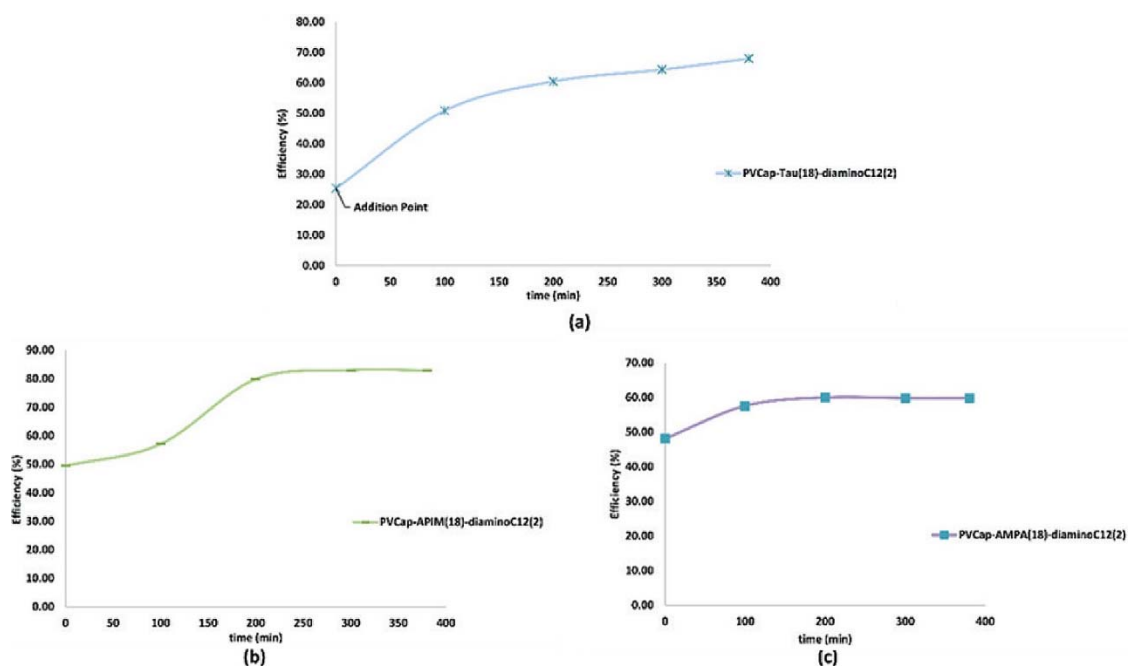 80.00
70.00
60.00
50.00
40.00
30.00
20.00
10.00
0.00
Efficiency (%)
Addition Point
PVCap-Tau(18)-diaminoC12(2)
0 50 100 150 200 250 300 350 400
time (min)
(a)
90.00
80.00
70.00
60.00
50.00
40.00
30.00
20.00
10.00
0.00
Efficiency (%)
PVCap-APIM(18)-diaminoC12(2)
0 50 100 150 200 250 300 350 400
time (min)
(b)
70.00
60.00
50.00
40.00
30.00
20.00
10.00
0.00
Efficiency (%)
PVCap-AMPA(18)-diaminoC12(2)
0 100 200 300 400
time (min)
(c)